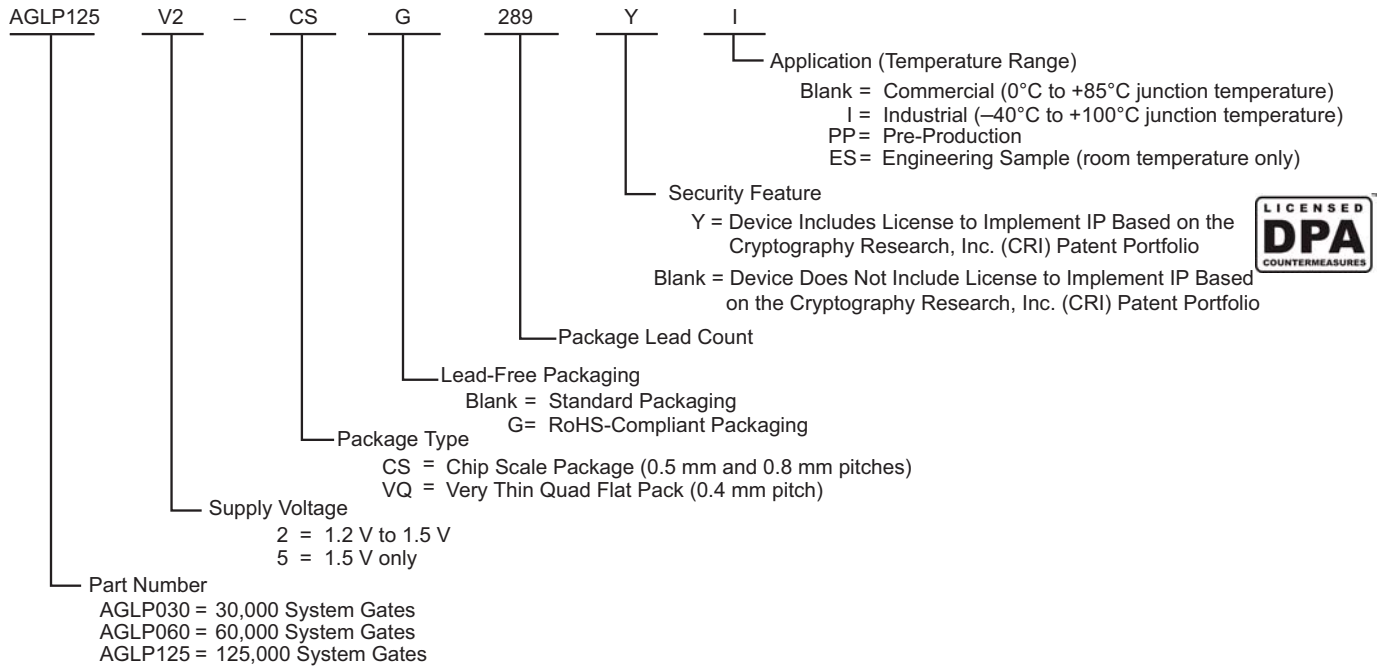 AGLP125 V2 – CS G 289 Y I
Application (Temperature Range)
Blank = Commercial (0°C to +85°C junction temperature)
I = Industrial (–40°C to +100°C junction temperature)
PP = Pre-Production
ES = Engineering Sample (room temperature only)
Security Feature
Y = Device Includes License to Implement IP Based on the
Cryptography Research, Inc. (CRI) Patent Portfolio
Blank = Device Does Not Include License to Implement IP Based
on the Cryptography Research, Inc. (CRI) Patent Portfolio
LICENSED
DPA
COUNTERMEASURES
™
Package Lead Count
Lead-Free Packaging
Blank = Standard Packaging
G= RoHS-Compliant Packaging
Package Type
CS = Chip Scale Package (0.5 mm and 0.8 mm pitches)
VQ = Very Thin Quad Flat Pack (0.4 mm pitch)
Supply Voltage
2 = 1.2 V to 1.5 V
5 = 1.5 V only
Part Number
AGLP030 = 30,000 System Gates
AGLP060 = 60,000 System Gates
AGLP125 = 125,000 System Gates